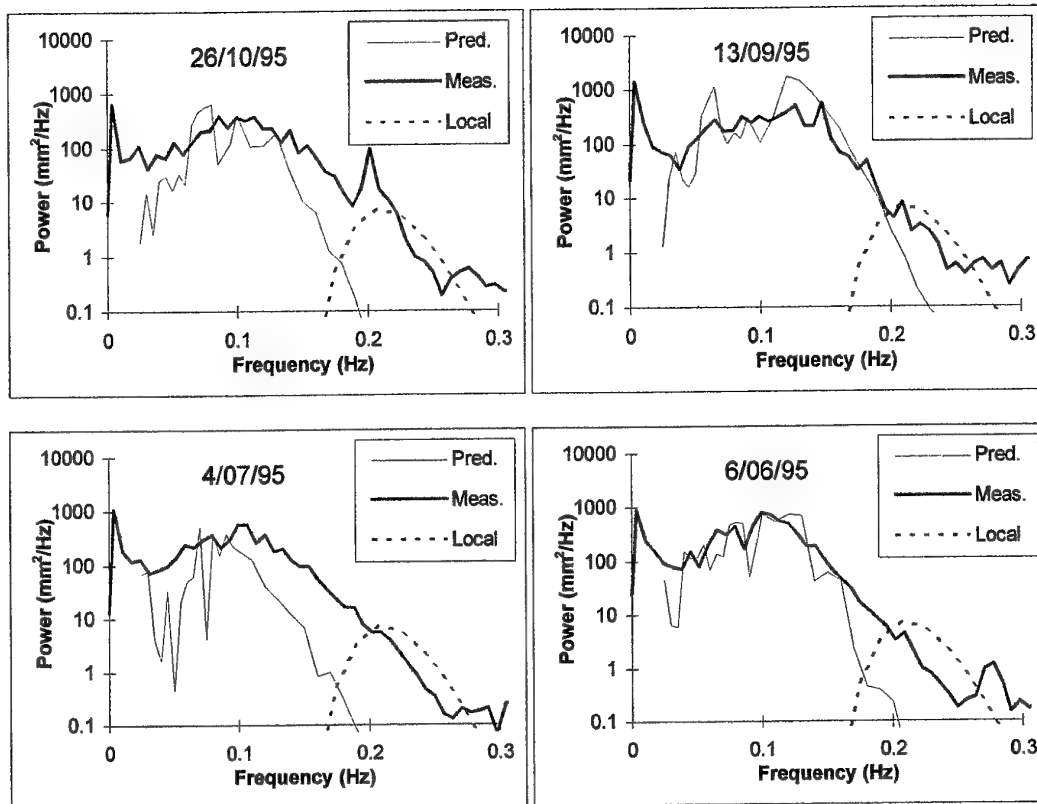 26/10/95
Pred.
Meas.
Local
Power (mm²/Hz)
10000
1000
100
10
1
0.1
0
0.1
0.2
0.3
Frequency (Hz)
13/09/95
Pred.
Meas.
Local
Power (mm²/Hz)
10000
1000
100
10
1
0.1
0
0.1
0.2
0.3
Frequency (Hz)
4/07/95
Pred.
Meas.
Local
Power (mm²/Hz)
10000
1000
100
10
1
0.1
0
0.1
0.2
0.3
Frequency (Hz)
6/06/95
Pred.
Meas.
Local
Power (mm²/Hz)
10000
1000
100
10
1
0.1
0
0.1
0.2
0.3
Frequency (Hz)